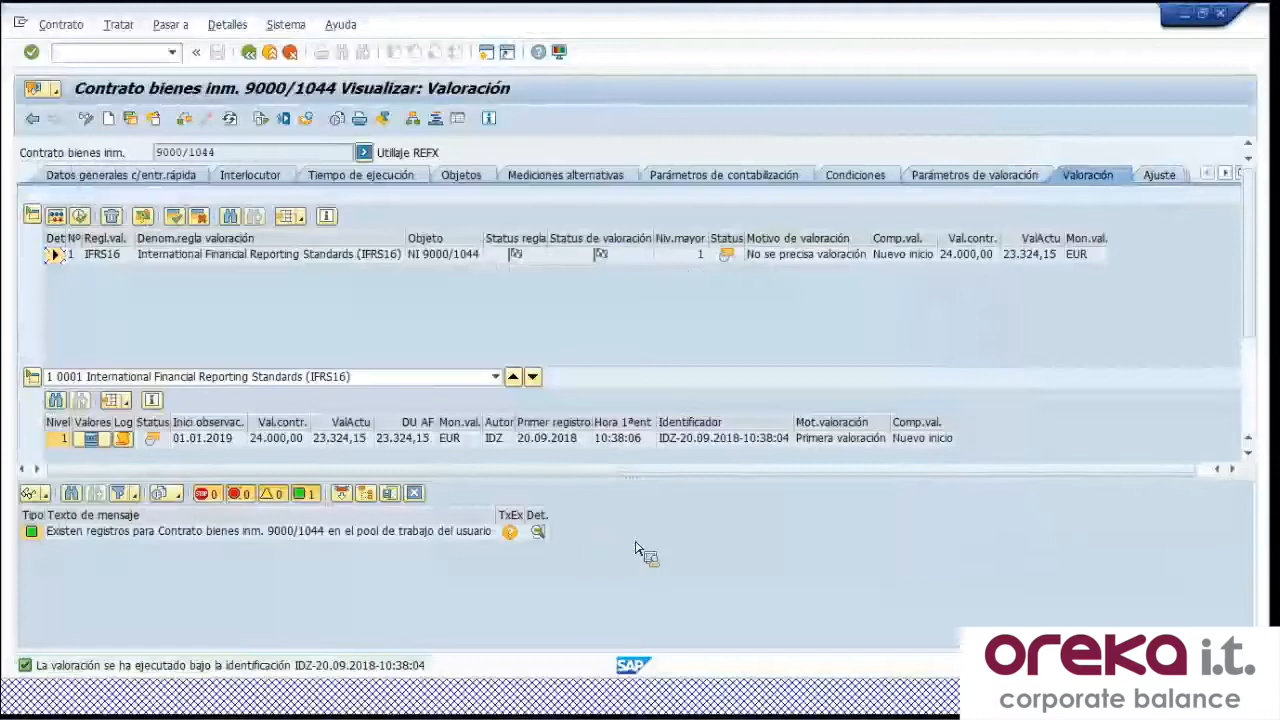 Contrato Tratar Pasar a Detalles Sistema Ayuda
Contrato bienes inm. 9000/1044 Visualizar: Valoración
Contrato bienes inm. 9000/1044 Utillaje REFX
Datos generales c/entr.rápida Interlocutor Tiempo de ejecución Objetos Mediciones alternativas Parámetros de contabilización Condiciones Parámetros de valoración Valoración Ajuste
Det Nº Regl.val. Denom.regla valoración Objeto Status regla Status de valoración Niv.mayor Status Motivo de valoración Comp.val. Val.contr. ValActu Mon.val.
1 IFRS16 International Financial Reporting Standards (IFRS16) NI 9000/1044 1 No se precisa valoración Nuevo inicio 24.000,00 23.324,15 EUR
1 0001 International Financial Reporting Standards (IFRS16)
Nivel Valores Log Status Inici observac. Val.contr. ValActu DU AF Mon.val. Autor Primer registro Hora 1ªent Identificador Mot.valoración Comp.val.
1 01.01.2019 24.000,00 23.324,15 23.324,15 EUR IDZ 20.09.2018 10:38:06 IDZ-20.09.2018-10:38:04 Primera valoración Nuevo inicio
STOP 0 0 0 1
Tipo Texto de mensaje TxEx Det.
Existen registros para Contrato bienes inm. 9000/1044 en el pool de trabajo del usuario
La valoración se ha ejecutado bajo la identificación IDZ-20.09.2018-10:38:04
SAP
oreka i.t.
corporate balance